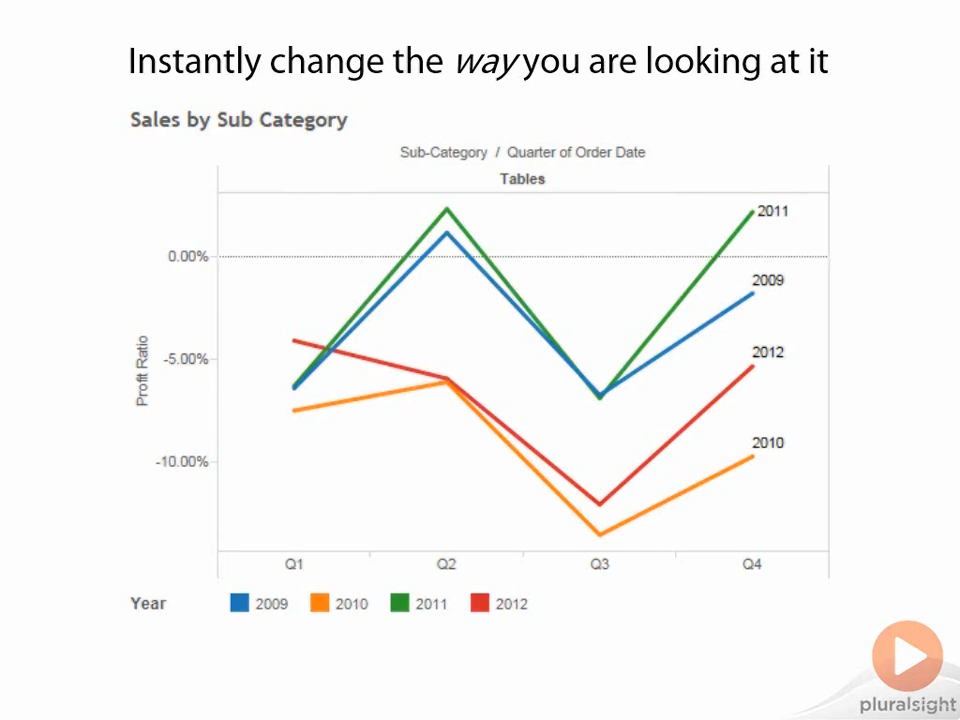 Instantly change the way you are looking at it
Sales by Sub Category
Sub-Category / Quarter of Order Date
Tables
2011
0.00%
2009
2012
-5.00%
Profit Ratio
2010
-10.00%
Q1 Q2 Q3 Q4
Year 2009 2010 2011 2012
pluralsight